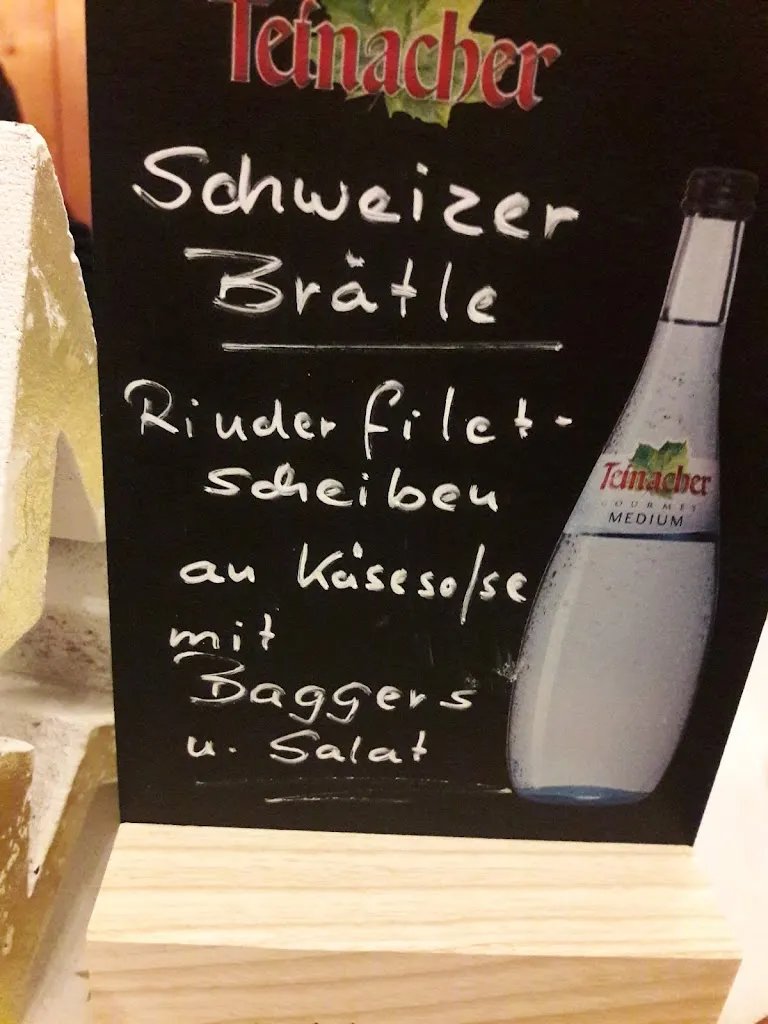 Teinacher
Schweizer
Brätle
Rinderfilet-
scheiben
an Käsesoße
mit
Baggers
u. Salat
Teinacher
GOURMET
MEDIUM